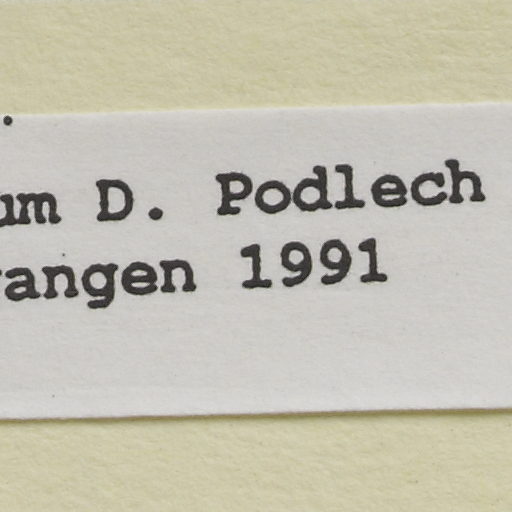 .
um D. Podlech
angen 1991